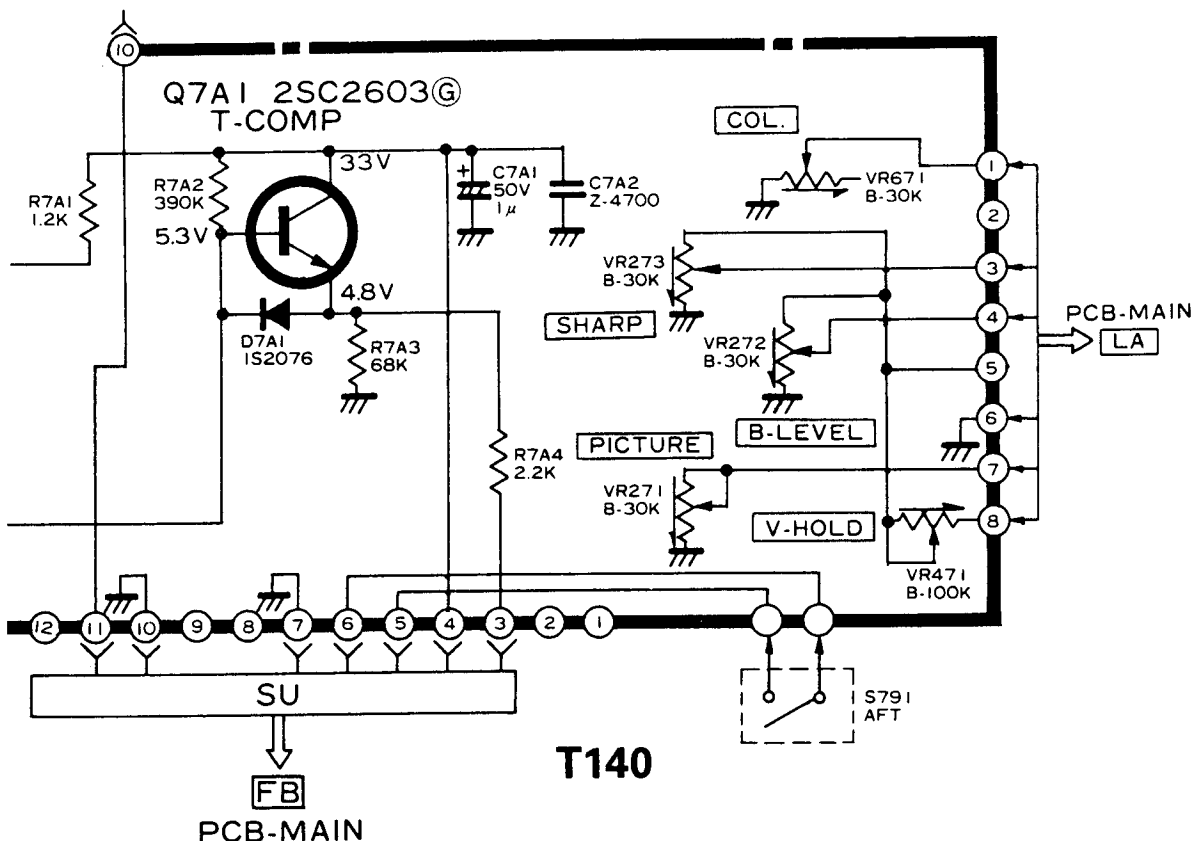 10
Q7A1 2SC2603 G
T-COMP
COL.
33V
R7A1
1.2K
R7A2
390K
5.3V
+
C7A1
50V
1μ
C7A2
Z-4700
VR671
B-30K
1
2
3
4
5
6
7
8
4.8V
D7A1
1S2076
R7A3
68K
VR273
B-30K
SHARP
VR272
B-30K
PCB-MAIN
LA
B-LEVEL
PICTURE
R7A4
2.2K
VR271
B-30K
V-HOLD
VR471
B-100K
12
11
10
9
8
7
6
5
4
3
2
1
SU
S791
AFT
T140
FB
PCB-MAIN